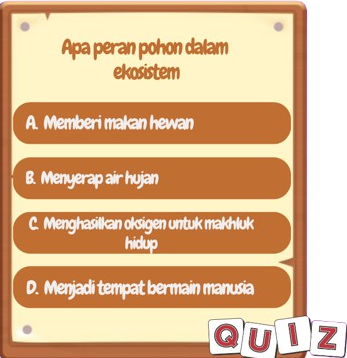 Apa peran pohon dalam
ekosistem
A. Memberi makan hewan
B. Menyerap air hujan
C. Menghasilkan oksigen untuk makhluk
hidup
D. Menjadi tempat bermain manusia
QUIZ